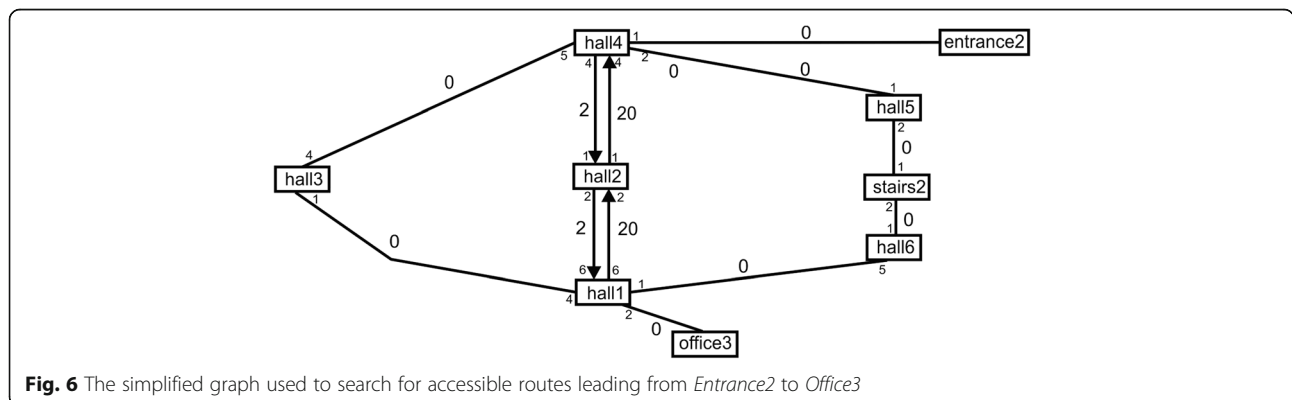 hall4 1 0 entrance2
5 4 4 2 0 0
0 1
hall5
2 20 2
0
4 1 1 1
hall3 hall2 stairs2
1 2 2 2 0
1
2 20 hall6
0 0 5
6 6
hall1 1
4 2
0 office3
Fig. 6 The simplified graph used to search for accessible routes leading from Entrance2 to Office3